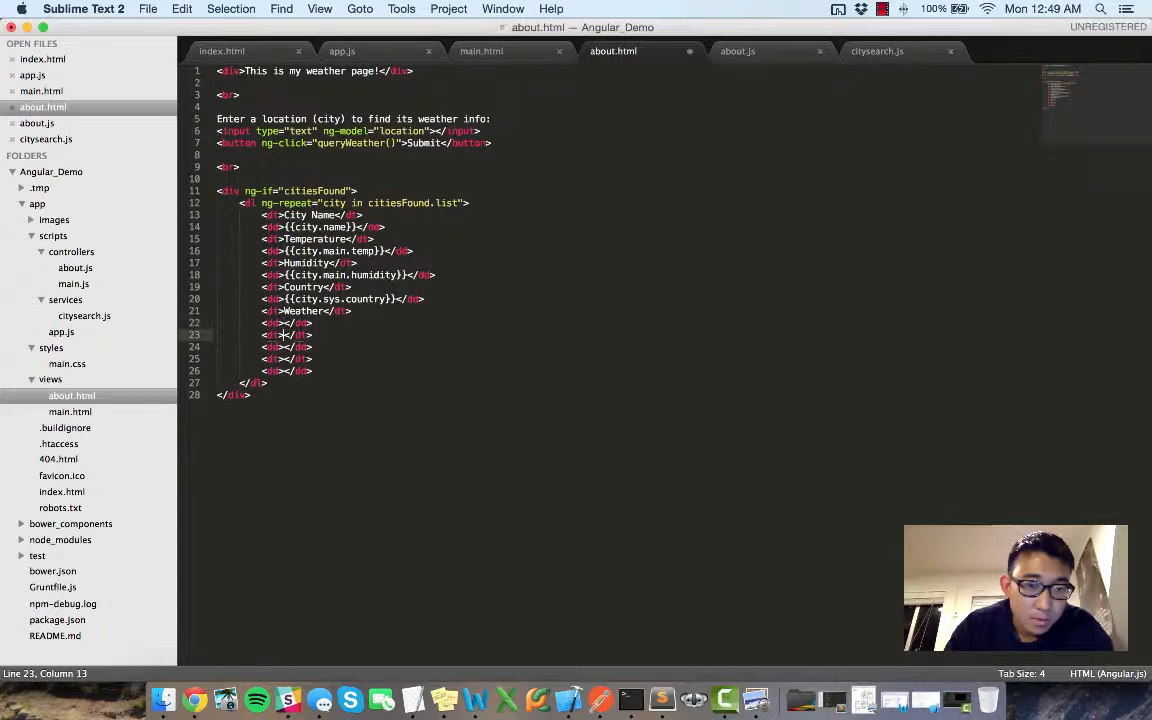 Sublime Text 2 File Edit Selection Find View Goto Tools Project Window Help 100% Mon 12:49 AM
about.html — Angular_Demo UNREGISTERED
OPEN FILES
index.html
app.js
main.html
about.html
about.js
citysearch.js
FOLDERS
Angular_Demo
.tmp
app
images
scripts
controllers
about.js
main.js
services
citysearch.js
app.js
styles
main.css
views
about.html
main.html
.buildignore
.htaccess
404.html
favicon.ico
index.html
robots.txt
bower_components
node_modules
test
bower.json
Gruntfile.js
npm-debug.log
package.json
README.md
index.html app.js main.html about.html about.js citysearch.js
1 <div>This is my weather page!</div>
2
3 <br>
4
5 Enter a location (city) to find its weather info:
6 <input type="text" ng-model="location"></input>
7 <button ng-click="queryWeather()">Submit</button>
8
9 <br>
10
11 <div ng-if="citiesFound">
12 <dl ng-repeat="city in citiesFound.list">
13 <dt>City Name</dt>
14 <dd>{{city.name}}</dd>
15 <dt>Temperature</dt>
16 <dd>{{city.main.temp}}</dd>
17 <dt>Humidity</dt>
18 <dd>{{city.main.humidity}}</dd>
19 <dt>Country</dt>
20 <dd>{{city.sys.country}}</dd>
21 <dt>Weather</dt>
22 <dd></dd>
23 <dt></dt>
24 <dd></dd>
25 <dt></dt>
26 <dd></dd>
27 </dl>
28 </div>
Line 23, Column 13 Tab Size: 4 HTML (Angular.js)